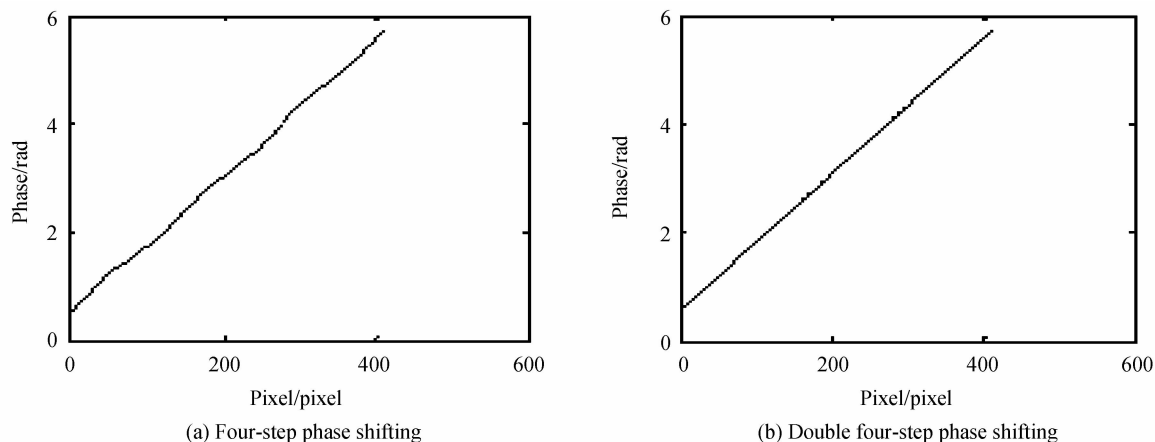 6
4
2
0
Phase/rad
0
200
400
600
Pixel/pixel
(a) Four-step phase shifting
6
4
2
0
Phase/rad
0
200
400
600
Pixel/pixel
(b) Double four-step phase shifting